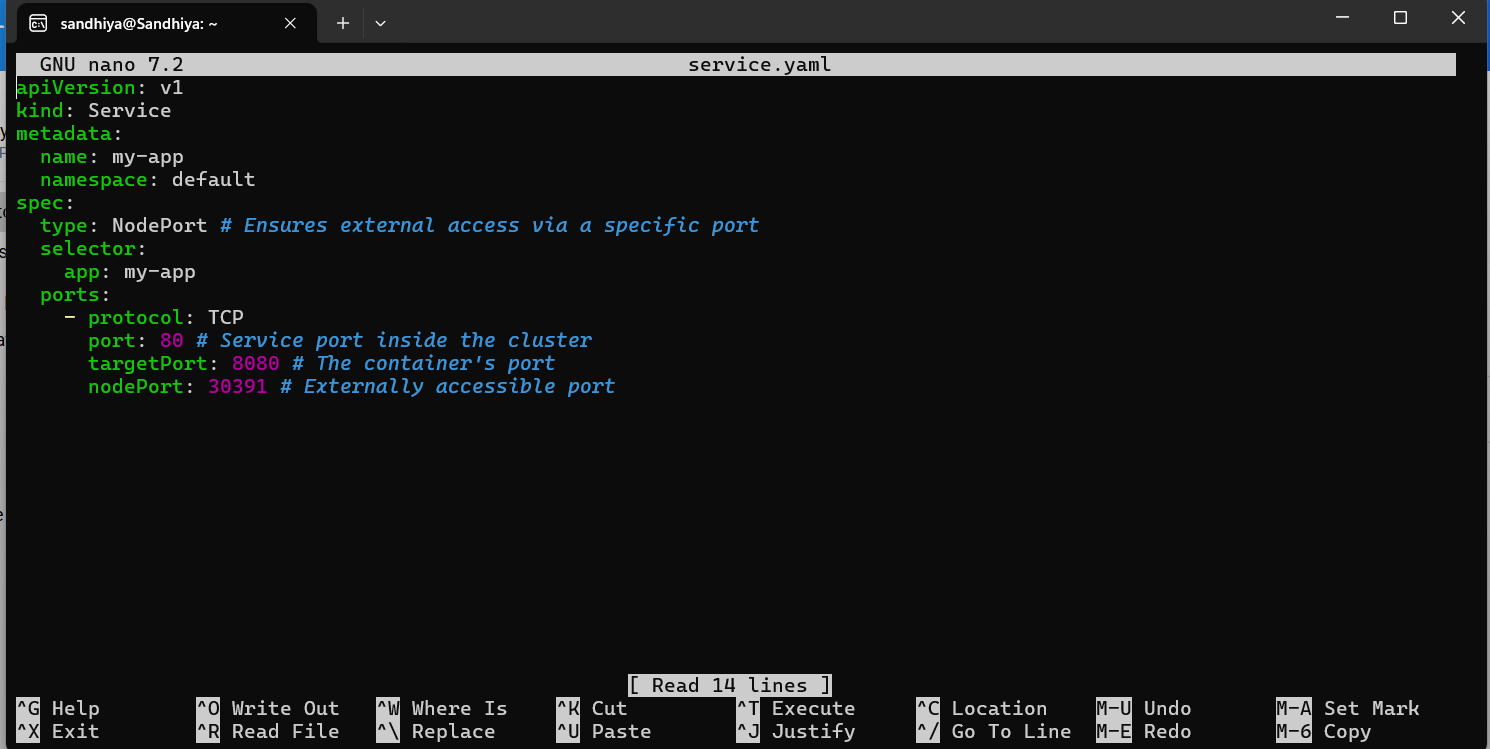 sandhiya@Sandhiya: ~
GNU nano 7.2 service.yaml
apiVersion: v1
kind: Service
metadata:
  name: my-app
  namespace: default
spec:
  type: NodePort # Ensures external access via a specific port
  selector:
    app: my-app
  ports:
    - protocol: TCP
      port: 80 # Service port inside the cluster
      targetPort: 8080 # The container's port
      nodePort: 30391 # Externally accessible port
[ Read 14 lines ]
^G Help ^O Write Out ^W Where Is ^K Cut ^T Execute ^C Location M-U Undo M-A Set Mark
^X Exit ^R Read File ^\ Replace ^U Paste ^J Justify ^/ Go To Line M-E Redo M-6 Copy